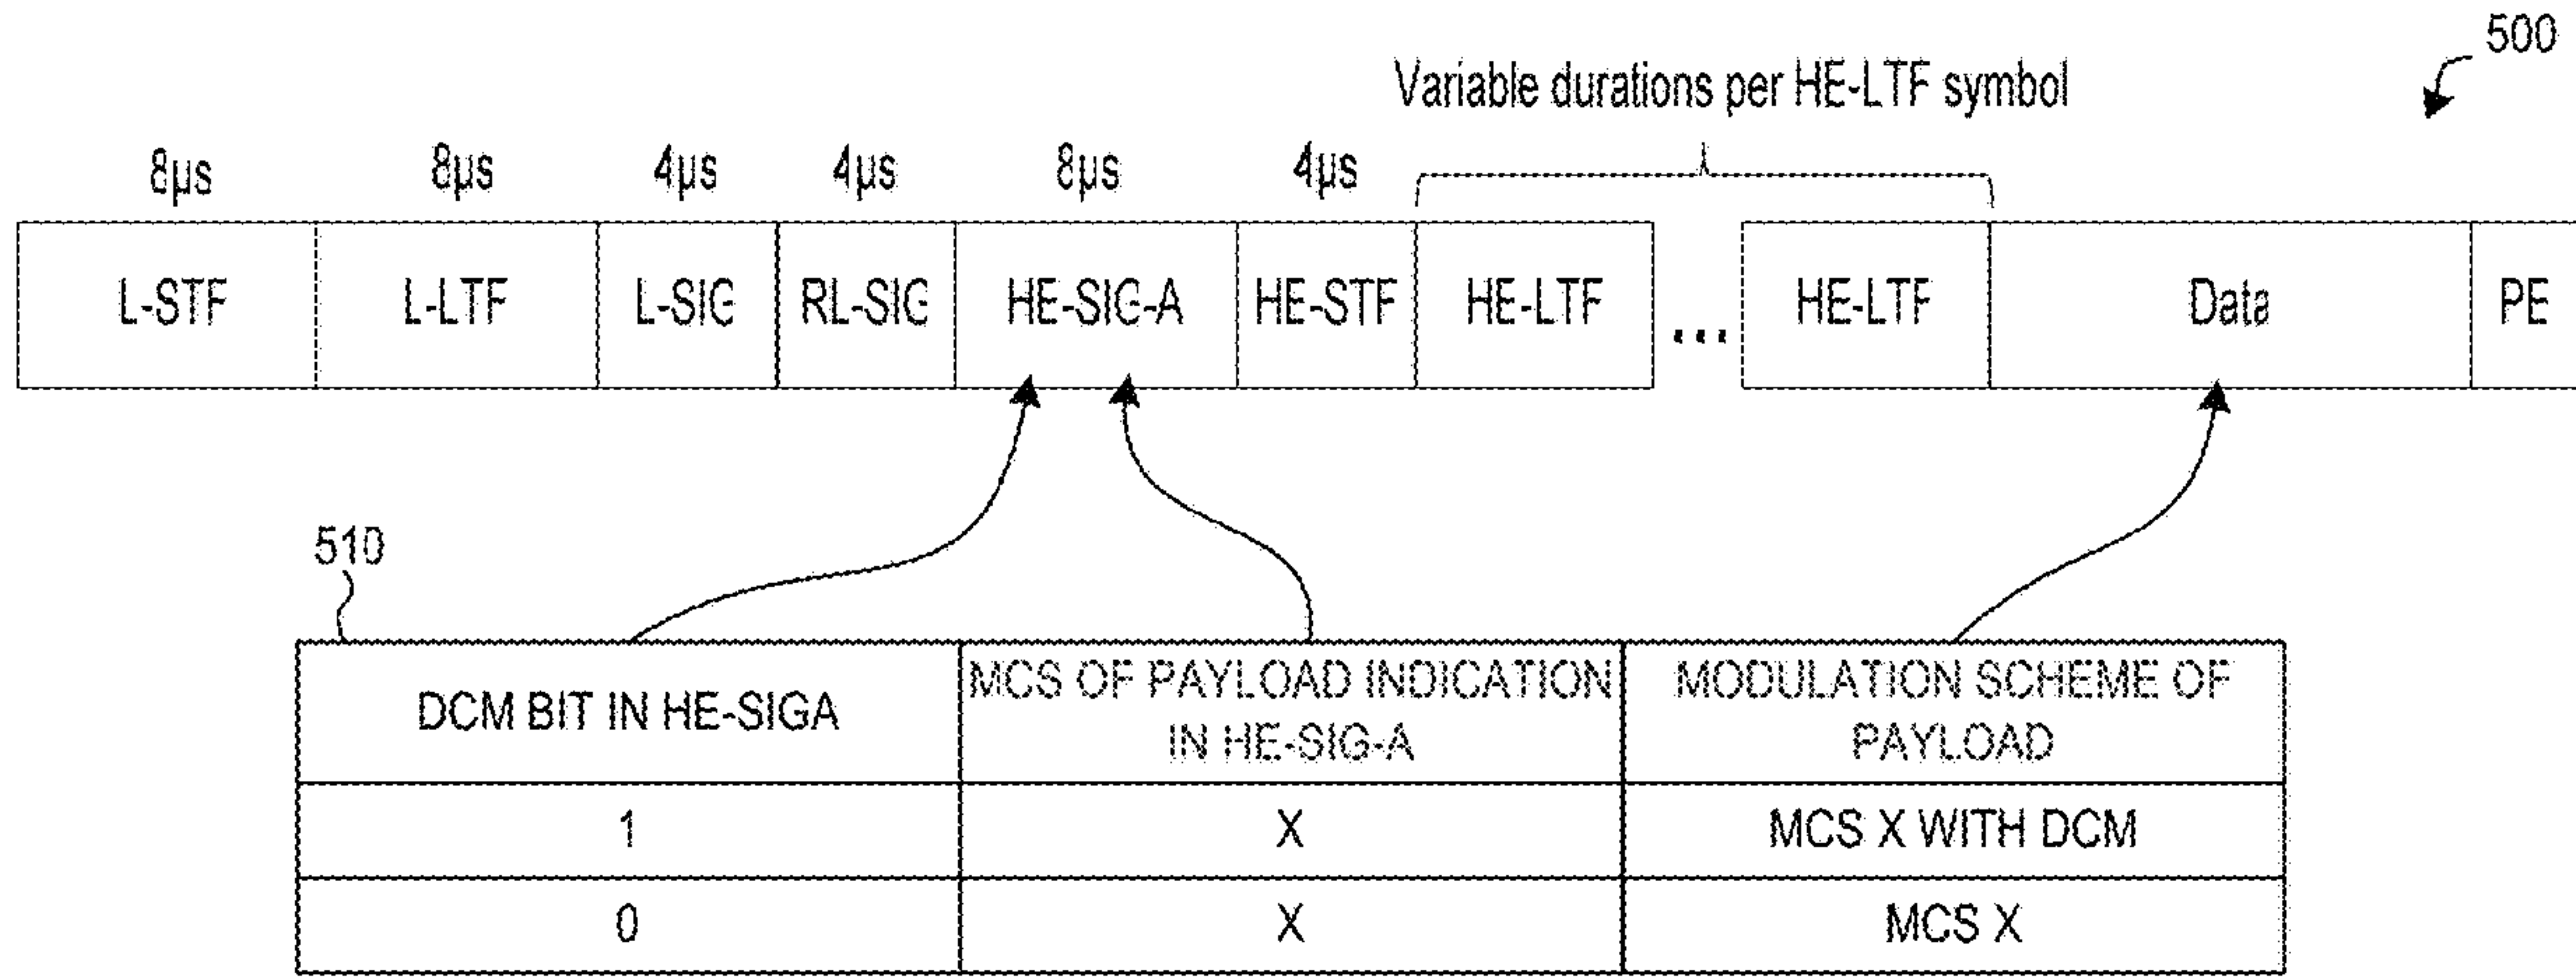 500
Variable durations per HE-LTF symbol
8µs 8µs 4µs 4µs 8µs 4µs
L-STF L-LTF L-SIG RL-SIG HE-SIG-A HE-STF HE-LTF ... HE-LTF Data PE
510
DCM BIT IN HE-SIGA MCS OF PAYLOAD INDICATION IN HE-SIG-A MODULATION SCHEME OF PAYLOAD
1 X MCS X WITH DCM
0 X MCS X